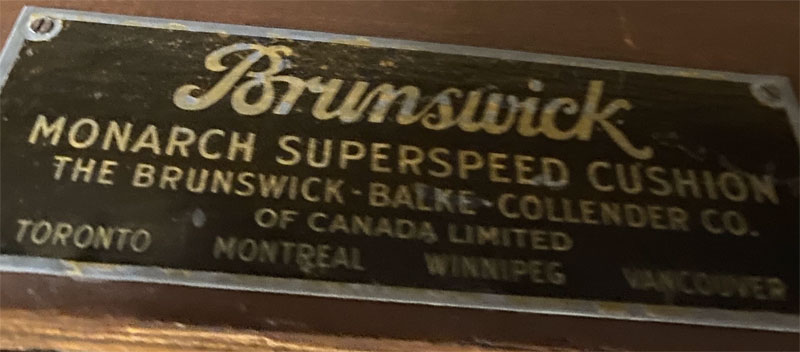 Brunswick
MONARCH SUPERSPEED CUSHION
THE BRUNSWICK-BALKE-COLLENDER CO.
OF CANADA LIMITED
TORONTO MONTREAL WINNIPEG VANCOUVER